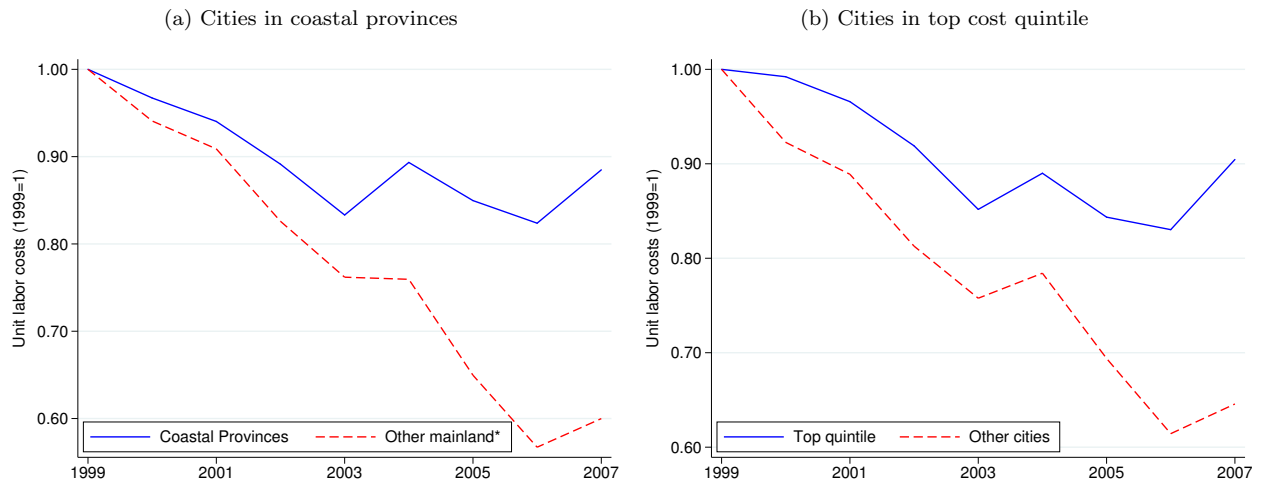 (a) Cities in coastal provinces
Unit labor costs (1999=1)
1.00
0.90
0.80
0.70
0.60
Coastal Provinces
Other mainland*
1999 2001 2003 2005 2007
(b) Cities in top cost quintile
Unit labor costs (1999=1)
1.00
0.90
0.80
0.70
0.60
Top quintile
Other cities
1999 2001 2003 2005 2007